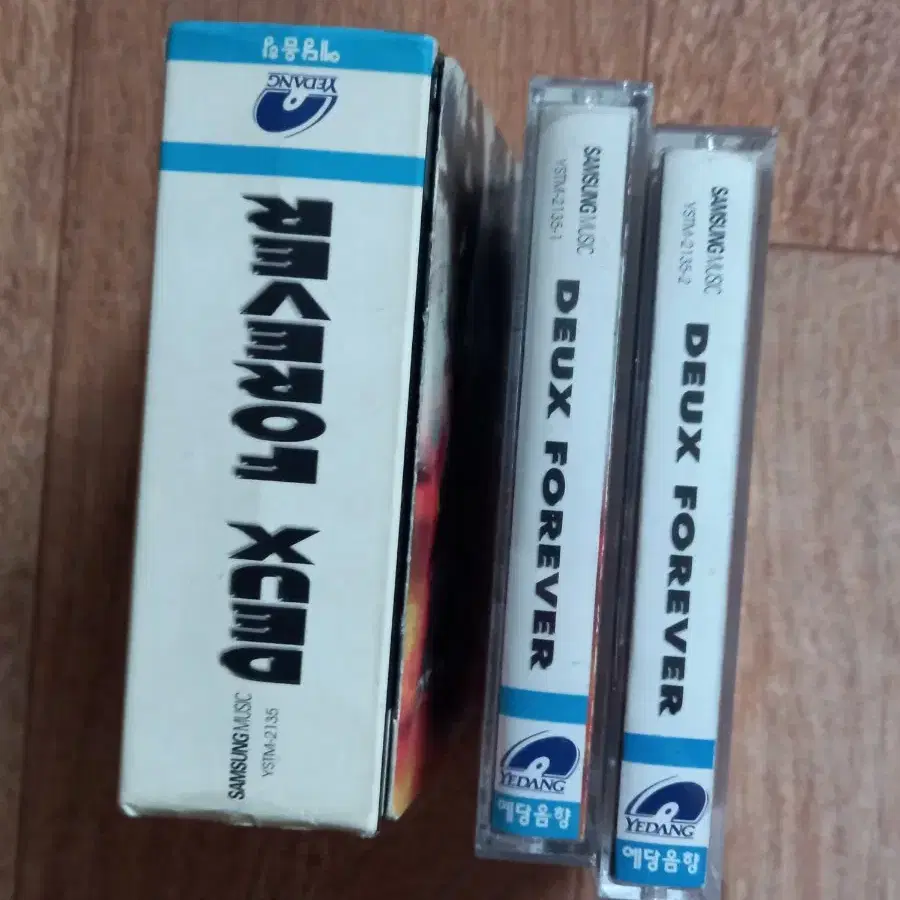 SAMSUNG MUSIC
YSTM-2135
DEUX FOREVER
YEDANG
예당음향
SAMSUNG MUSIC
YSTM-2135-1
DEUX FOREVER
YEDANG
예당음향
SAMSUNG MUSIC
YSTM-2135-2
DEUX FOREVER
YEDANG
예당음향